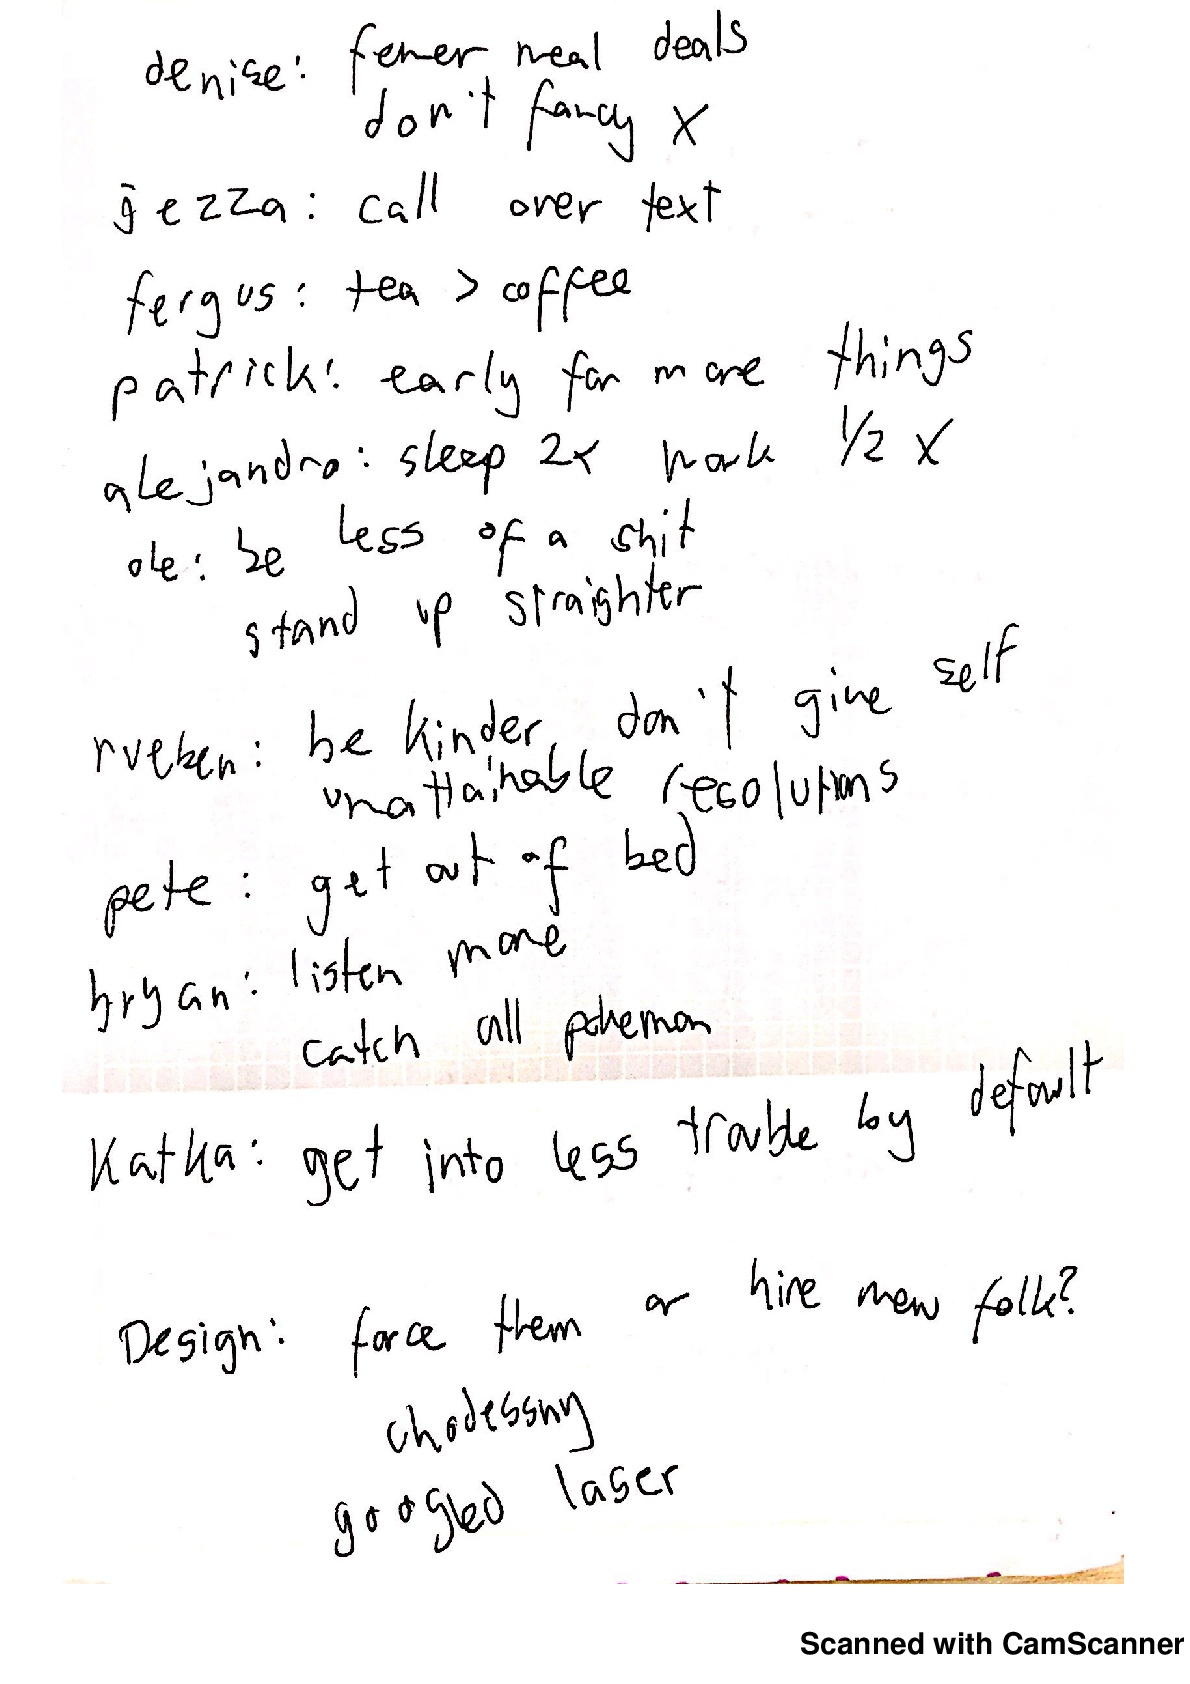 denise: fewer meal deals
don't fancy X
jezza: call over text
fergus: tea > coffee
patrick: early for more things
alejandro: sleep 2x work 1/2 X
ole: be less of a shit
stand up straighter
rueben: be kinder, don't give self
unattainable resolutions
pete: get out of bed
bryan: listen more
catch all pokemon
Katka: get into less trouble by default
Design: force them or hire new folk?
googled laser
Scanned with CamScanner